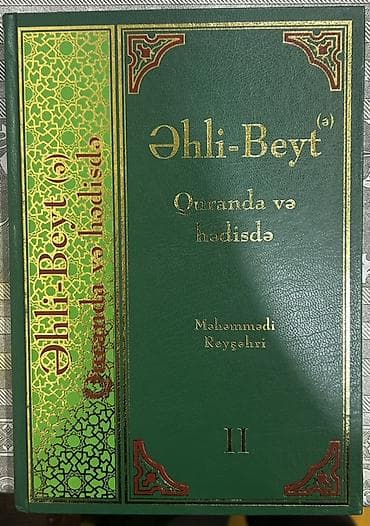 Əhli-Beyt (ə)
Quranda və hədisdə
Əhli-Beyt (ə)
Quranda və
hədisdə
Məhəmmədi
Reyşəhri
II